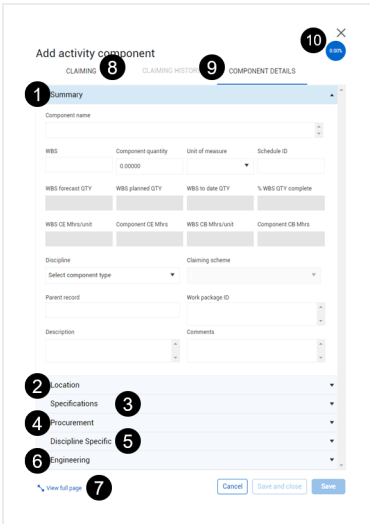 10
0.00%
Add activity component
CLAIMING 8 CLAIMING HISTORY 9 COMPONENT DETAILS
1 Summary
Component name
WBS Component quantity Unit of measure Schedule ID
0.00000
WBS forecast QTY WBS planned QTY WBS to date QTY % WBS QTY complete
WBS CE Mhrs/unit Component CE Mhrs WBS CB Mhrs/unit Component CB Mhrs
Discipline Claiming scheme
Select component type
Parent record Work package ID
Description Comments
2 Location
Specifications 3
4 Procurement
Discipline Specific 5
6 Engineering
View full page 7 Cancel Save and close Save